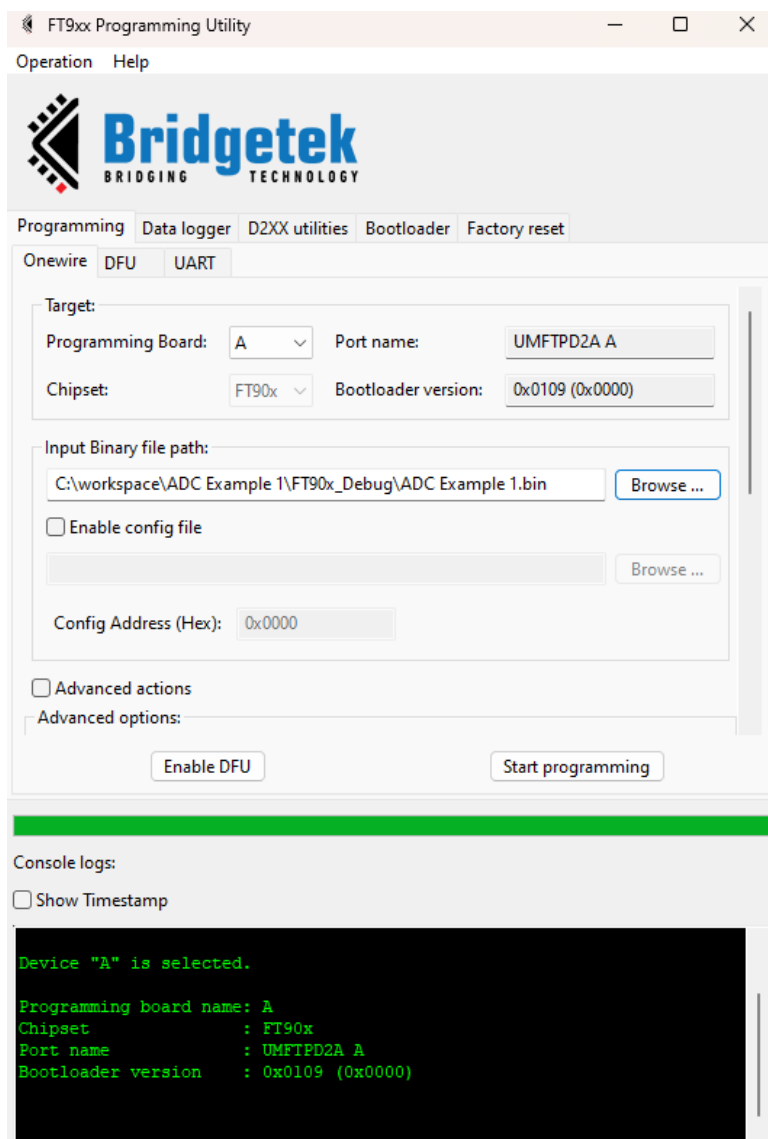 FT9xx Programming Utility
Operation Help
Bridgetek
BRIDGING TECHNOLOGY
Programming Data logger D2XX utilities Bootloader Factory reset
Onewire DFU UART
Target:
Programming Board: A Port name: UMFTPD2A A
Chipset: FT90x Bootloader version: 0x0109 (0x0000)
Input Binary file path:
C:\workspace\ADC Example 1\FT90x_Debug\ADC Example 1.bin Browse ...
Enable config file
Browse ...
Config Address (Hex): 0x0000
Advanced actions
Advanced options:
Enable DFU Start programming
Console logs:
Show Timestamp
Device "A" is selected.
Programming board name: A
Chipset : FT90x
Port name : UMFTPD2A A
Bootloader version : 0x0109 (0x0000)